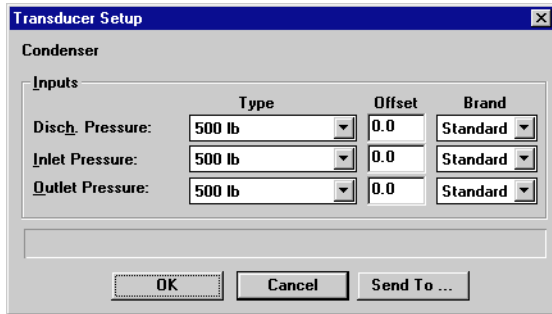 Transducer Setup
Condenser
Inputs
Type Offset Brand
Disch. Pressure: 500 lb 0.0 Standard
Inlet Pressure: 500 lb 0.0 Standard
Outlet Pressure: 500 lb 0.0 Standard
OK Cancel Send To ...